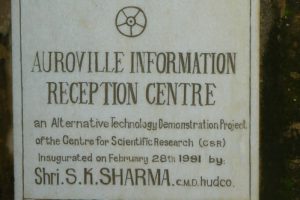 AUROVILLE INFORMATION
RECEPTION CENTRE
an Alternative Technology Demonstration Project
of the Centre for Scientific Research (CSR)
Inaugurated on February 28th 1991 by:
Shri. S.K. SHARMA. C.M.D. hudco.